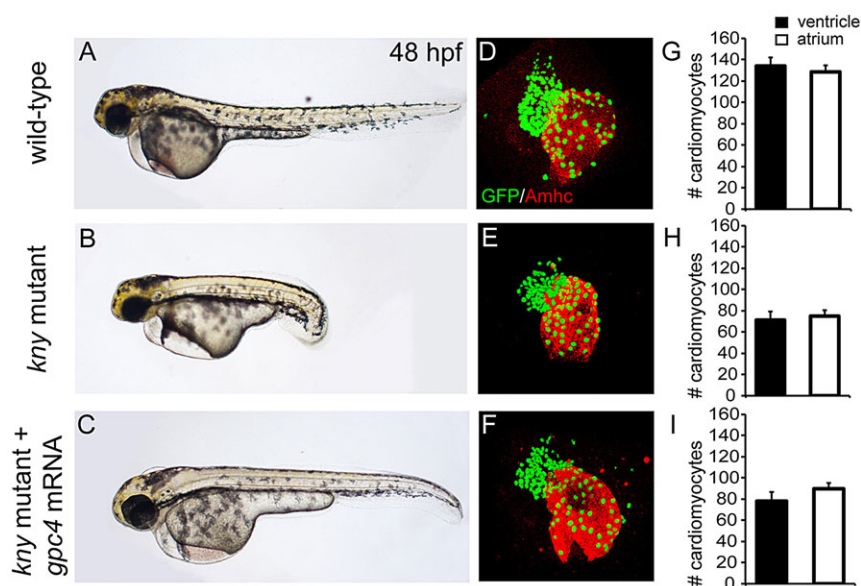 ventricle
atrium
wild-type
A
48 hpf
D
GFP/Amhc
G
# cardiomyocytes
160
140
120
100
80
60
40
20
0
kny mutant
B
E
H
# cardiomyocytes
160
140
120
100
80
60
40
20
0
kny mutant +
gpc4 mRNA
C
F
I
# cardiomyocytes
160
140
120
100
80
60
40
20
0